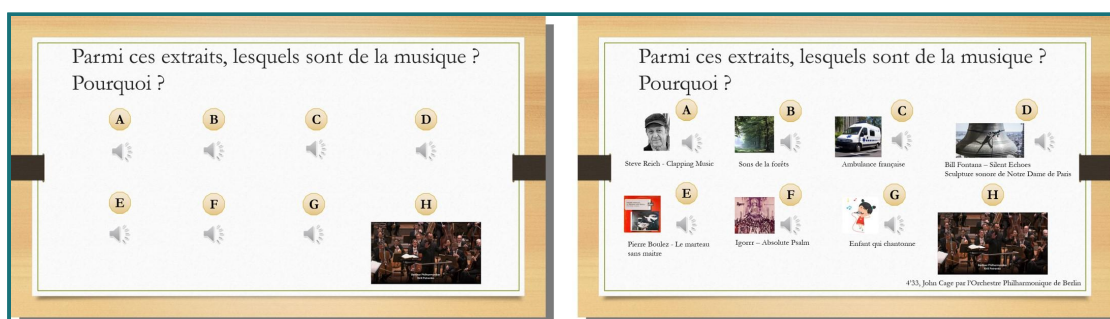 Parmi ces extraits, lesquels sont de la musique ?
Pourquoi ?
A
B
C
D
E
F
G
H
Parmi ces extraits, lesquels sont de la musique ?
Pourquoi ?
A
B
C
D
Steve Reich - Clapping Music
Sons de la forêts
Ambulance française
Bill Fontana – Silent Echoes
Sculpture sonore de Notre Dame de Paris
E
F
G
H
Pierre Boulez - Le marteau
sans maitre
Igorrr – Absolute Psalm
Enfant qui chantonne
4'33, John Cage par l'Orchestre Philharmonique de Berlin